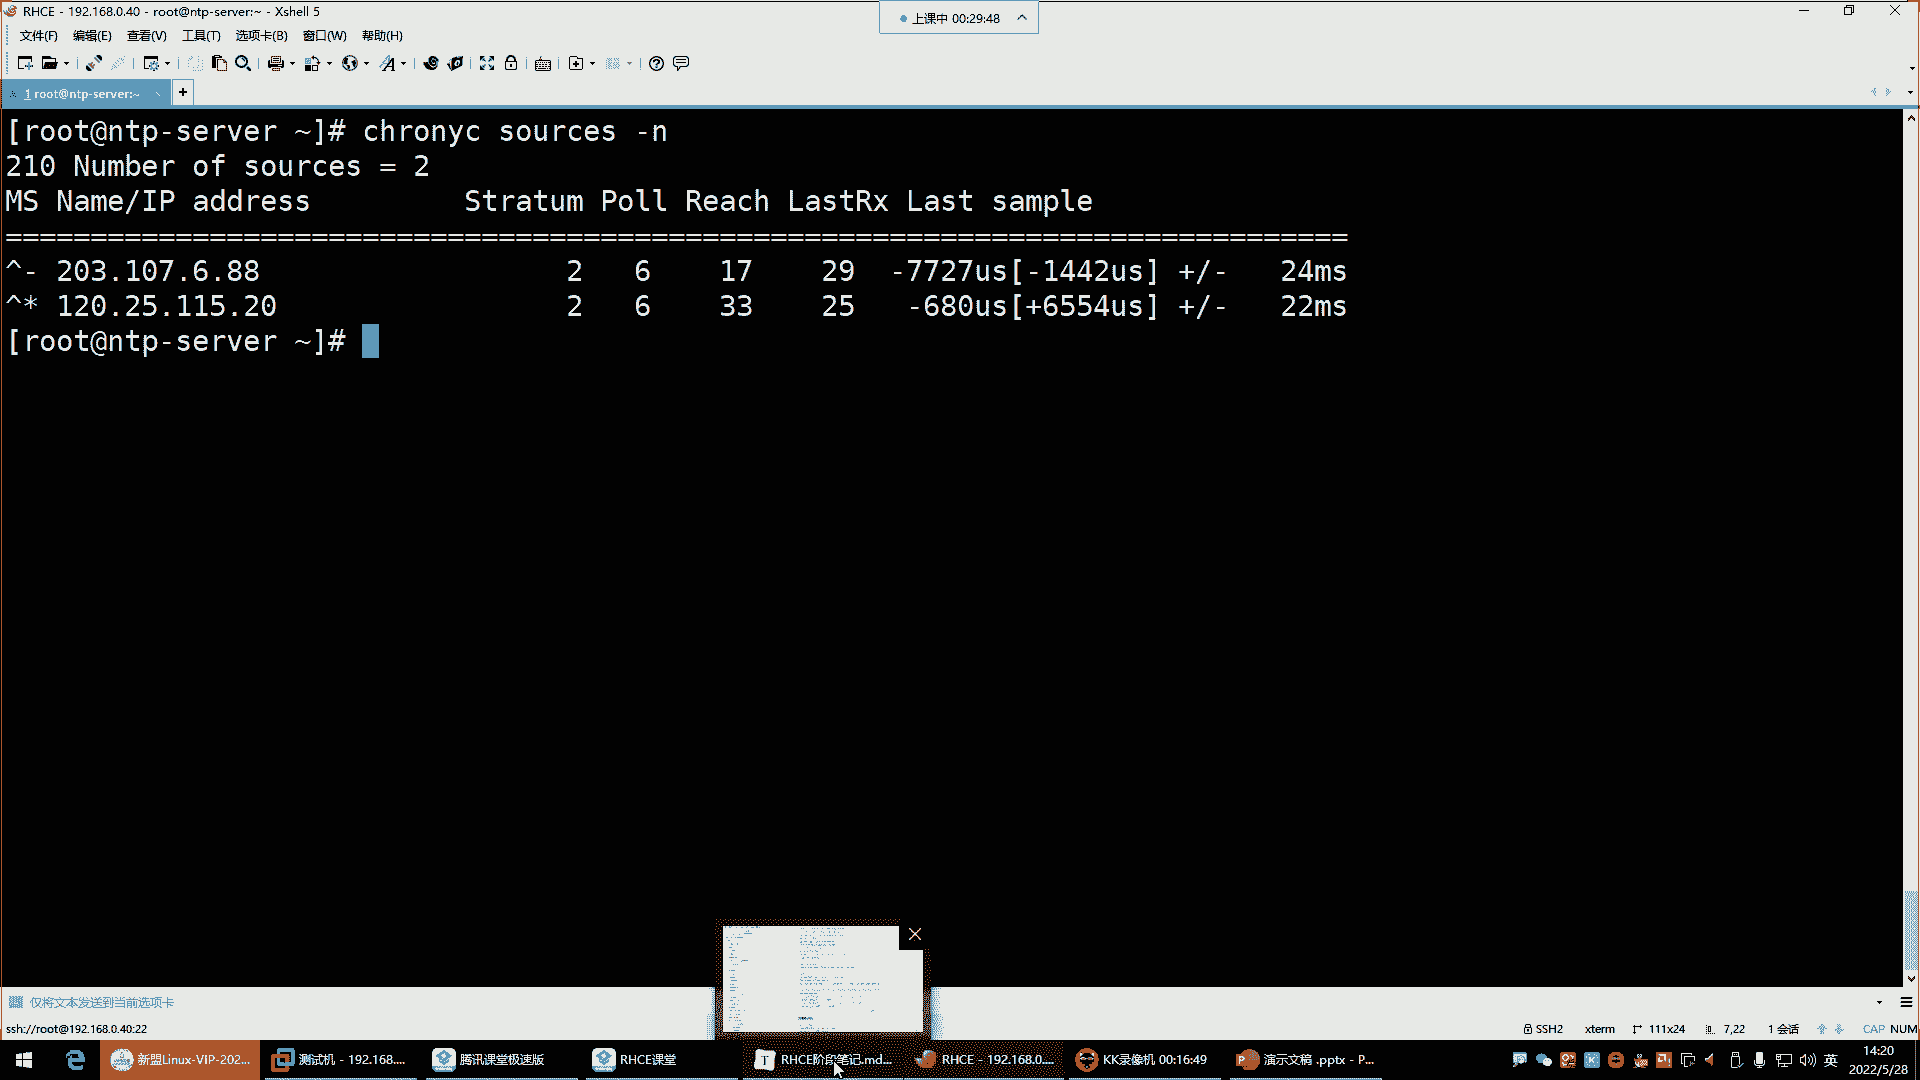 RHCE - 192.168.0.40 - root@ntp-server:~ - Xshell 5
上课中 00:29:48
文件(F) 编辑(E) 查看(V) 工具(T) 选项卡(B) 窗口(W) 帮助(H)
1 root@ntp-server:~
[root@ntp-server ~]# chronyc sources -n
210 Number of sources = 2
MS Name/IP address         Stratum Poll Reach LastRx Last sample
===============================================================================
^- 203.107.6.88                  2   6    17    29  -7727us[-1442us] +/-   24ms
^* 120.25.115.20                 2   6    33    25   -680us[+6554us] +/-   22ms
[root@ntp-server ~]#
仅将文本发送到当前选项卡
ssh://root@192.168.0.40:22
SSH2 xterm 111x24 7,22 1 会话 CAP NUM
新盟Linux-VIP-202... 测试机 - 192.168.... 腾讯课堂极速版 RHCE课堂 RHCE阶段笔记.md... RHCE - 192.168.0.... KK录像机 00:16:49 演示文稿 .pptx - P... 英 14:20
2022/5/28